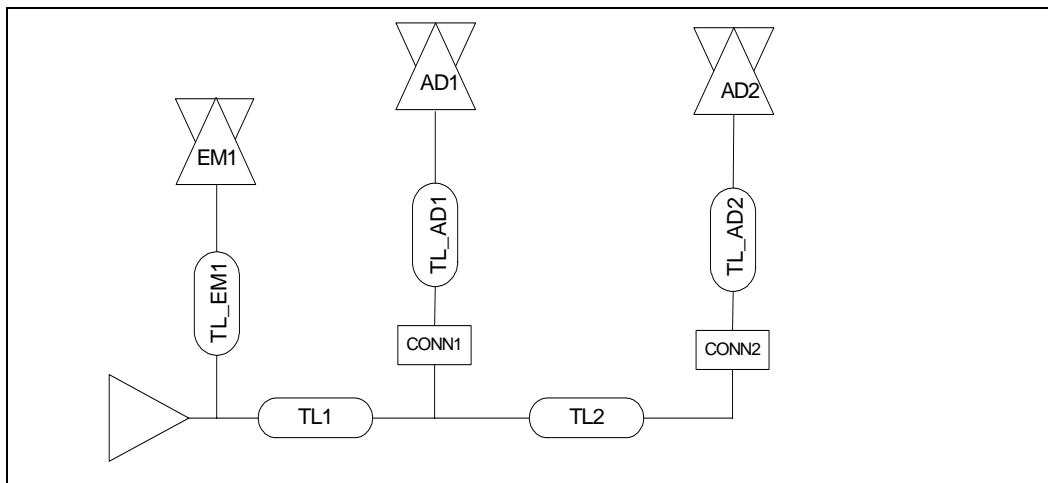 AD1
AD2
EM1
TL_AD1
TL_AD2
TL_EM1
CONN1
CONN2
TL1
TL2